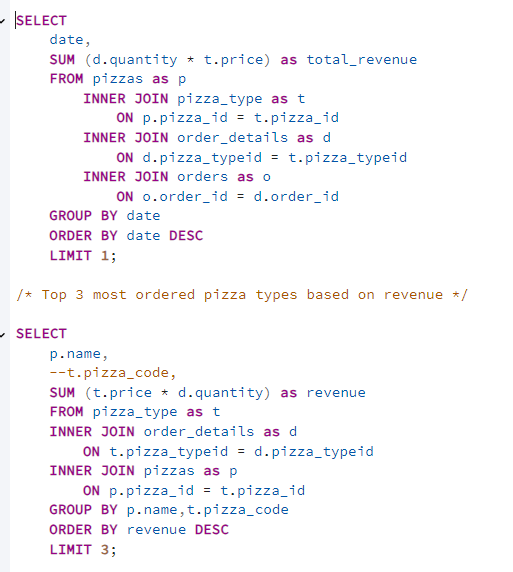 SELECT
date,
SUM (d.quantity * t.price) as total_revenue
FROM pizzas as p
INNER JOIN pizza_type as t
ON p.pizza_id = t.pizza_id
INNER JOIN order_details as d
ON d.pizza_typeid = t.pizza_typeid
INNER JOIN orders as o
ON o.order_id = d.order_id
GROUP BY date
ORDER BY date DESC
LIMIT 1;
/* Top 3 most ordered pizza types based on revenue */
SELECT
p.name,
--t.pizza_code,
SUM (t.price * d.quantity) as revenue
FROM pizza_type as t
INNER JOIN order_details as d
ON t.pizza_typeid = d.pizza_typeid
INNER JOIN pizzas as p
ON p.pizza_id = t.pizza_id
GROUP BY p.name,t.pizza_code
ORDER BY revenue DESC
LIMIT 3;